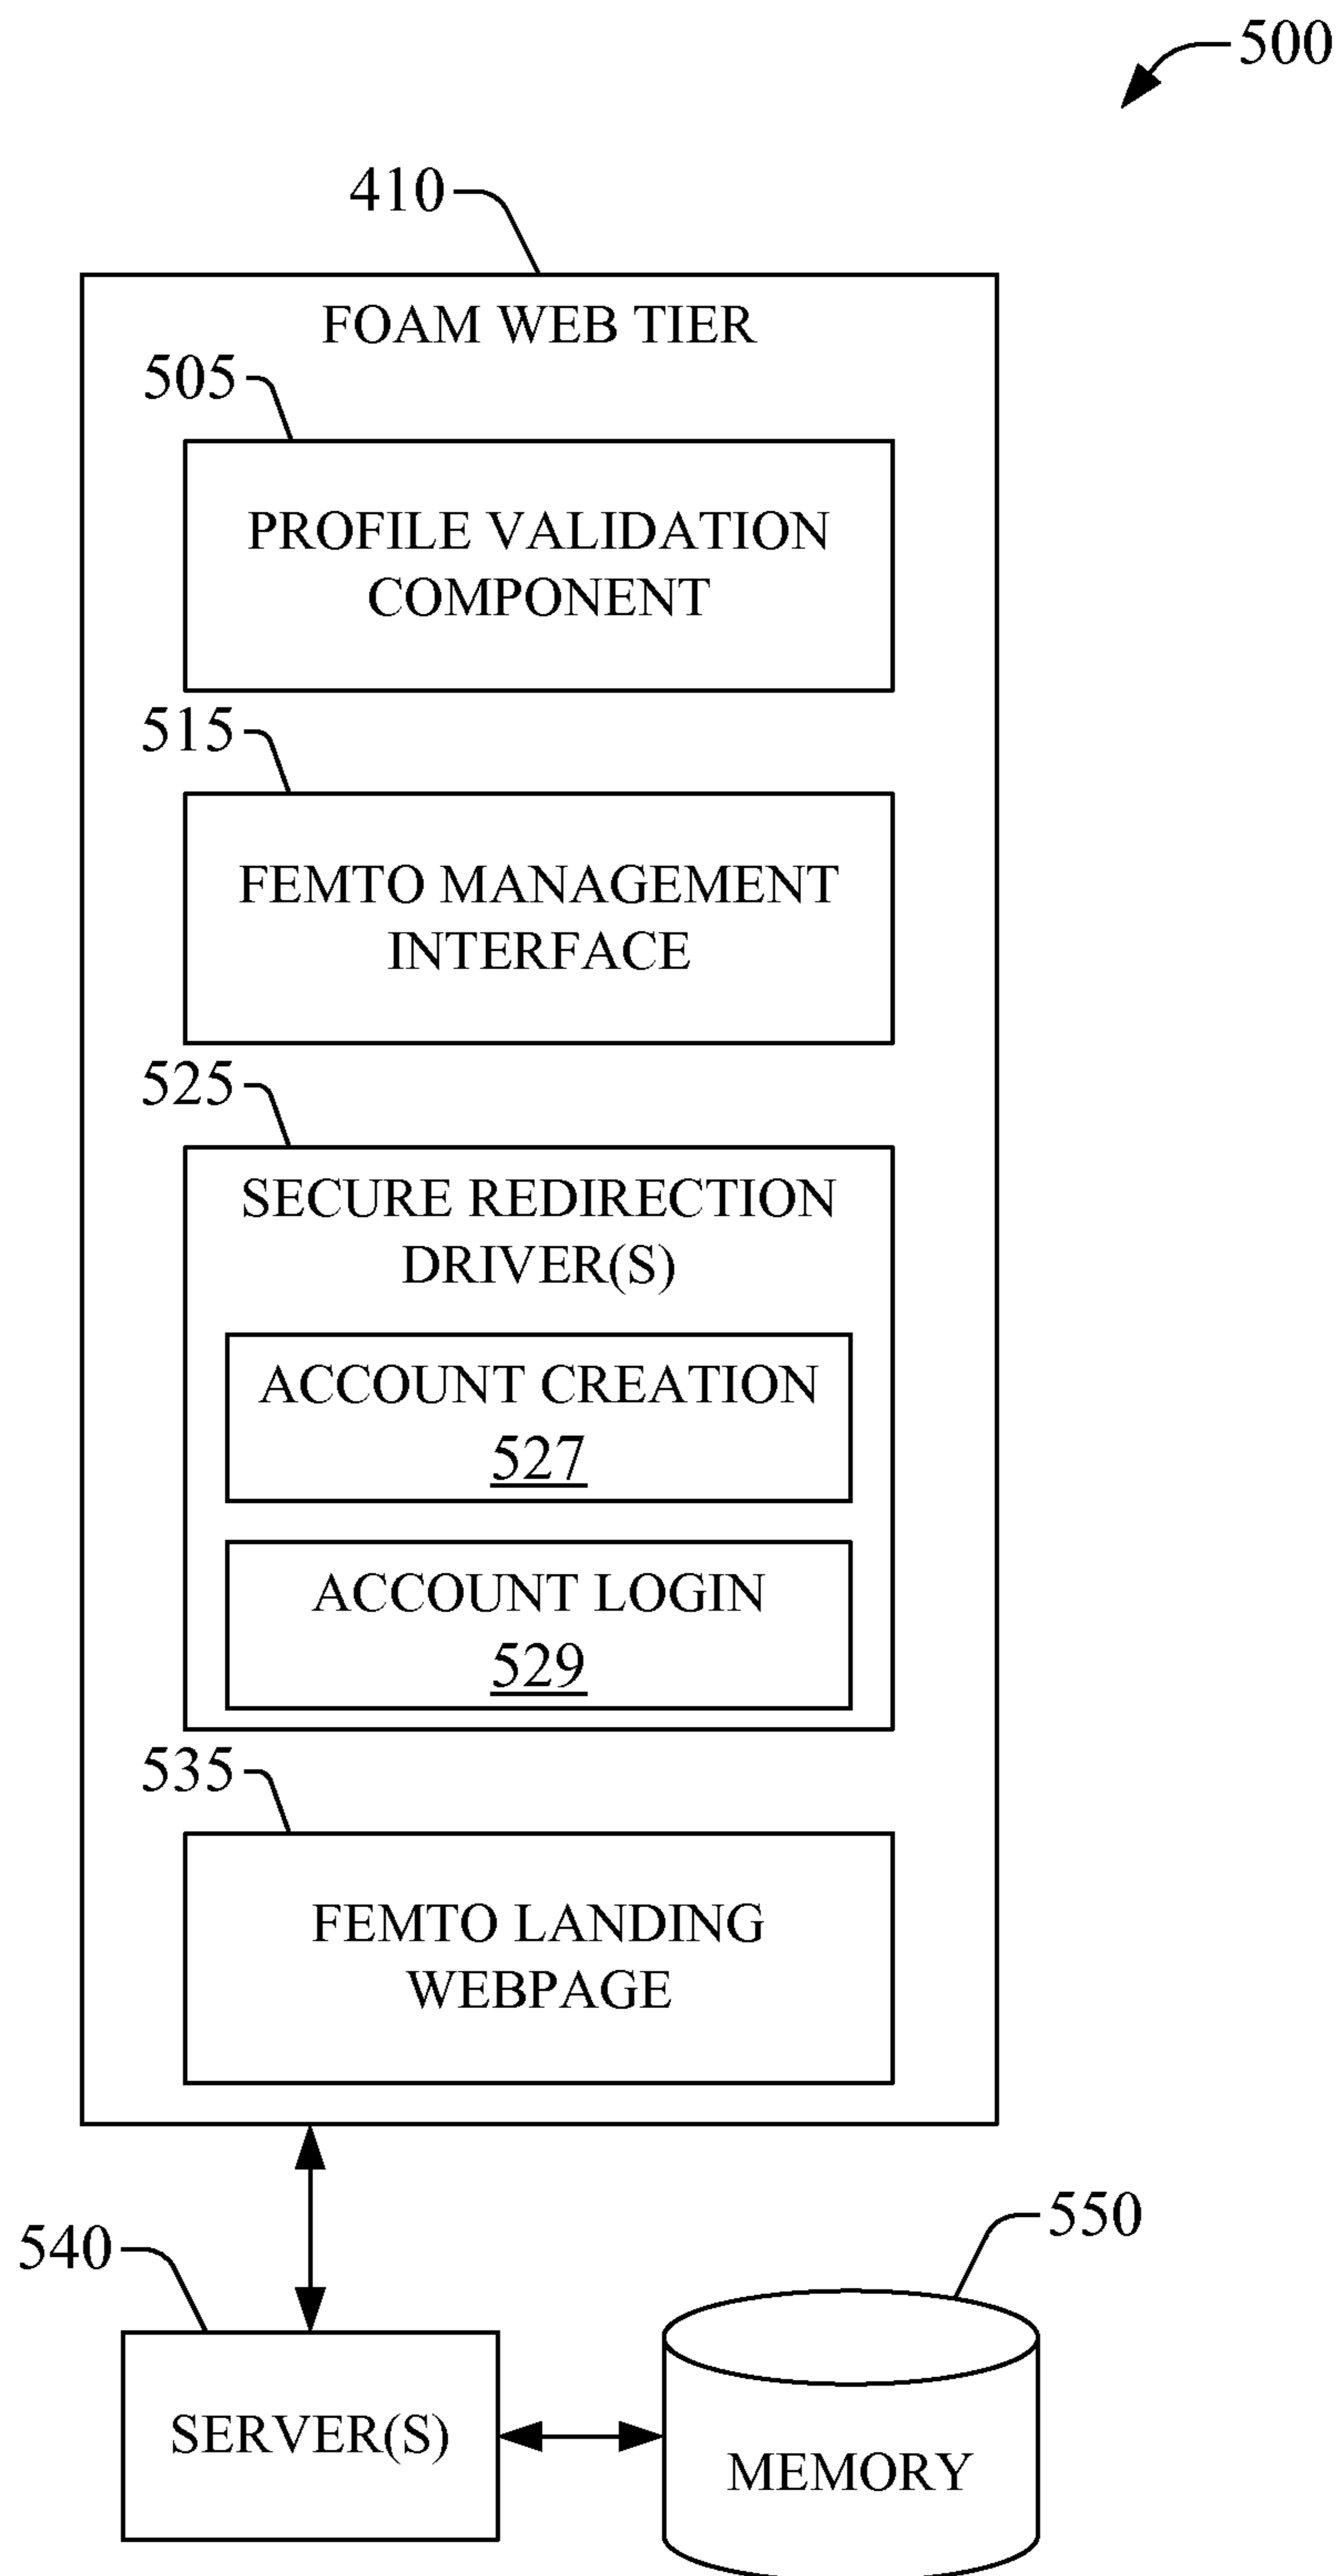 500
410
FOAM WEB TIER
505
PROFILE VALIDATION
COMPONENT
515
FEMTO MANAGEMENT
INTERFACE
525
SECURE REDIRECTION
DRIVER(S)
ACCOUNT CREATION
527
ACCOUNT LOGIN
529
535
FEMTO LANDING
WEBPAGE
540
550
SERVER(S)
MEMORY